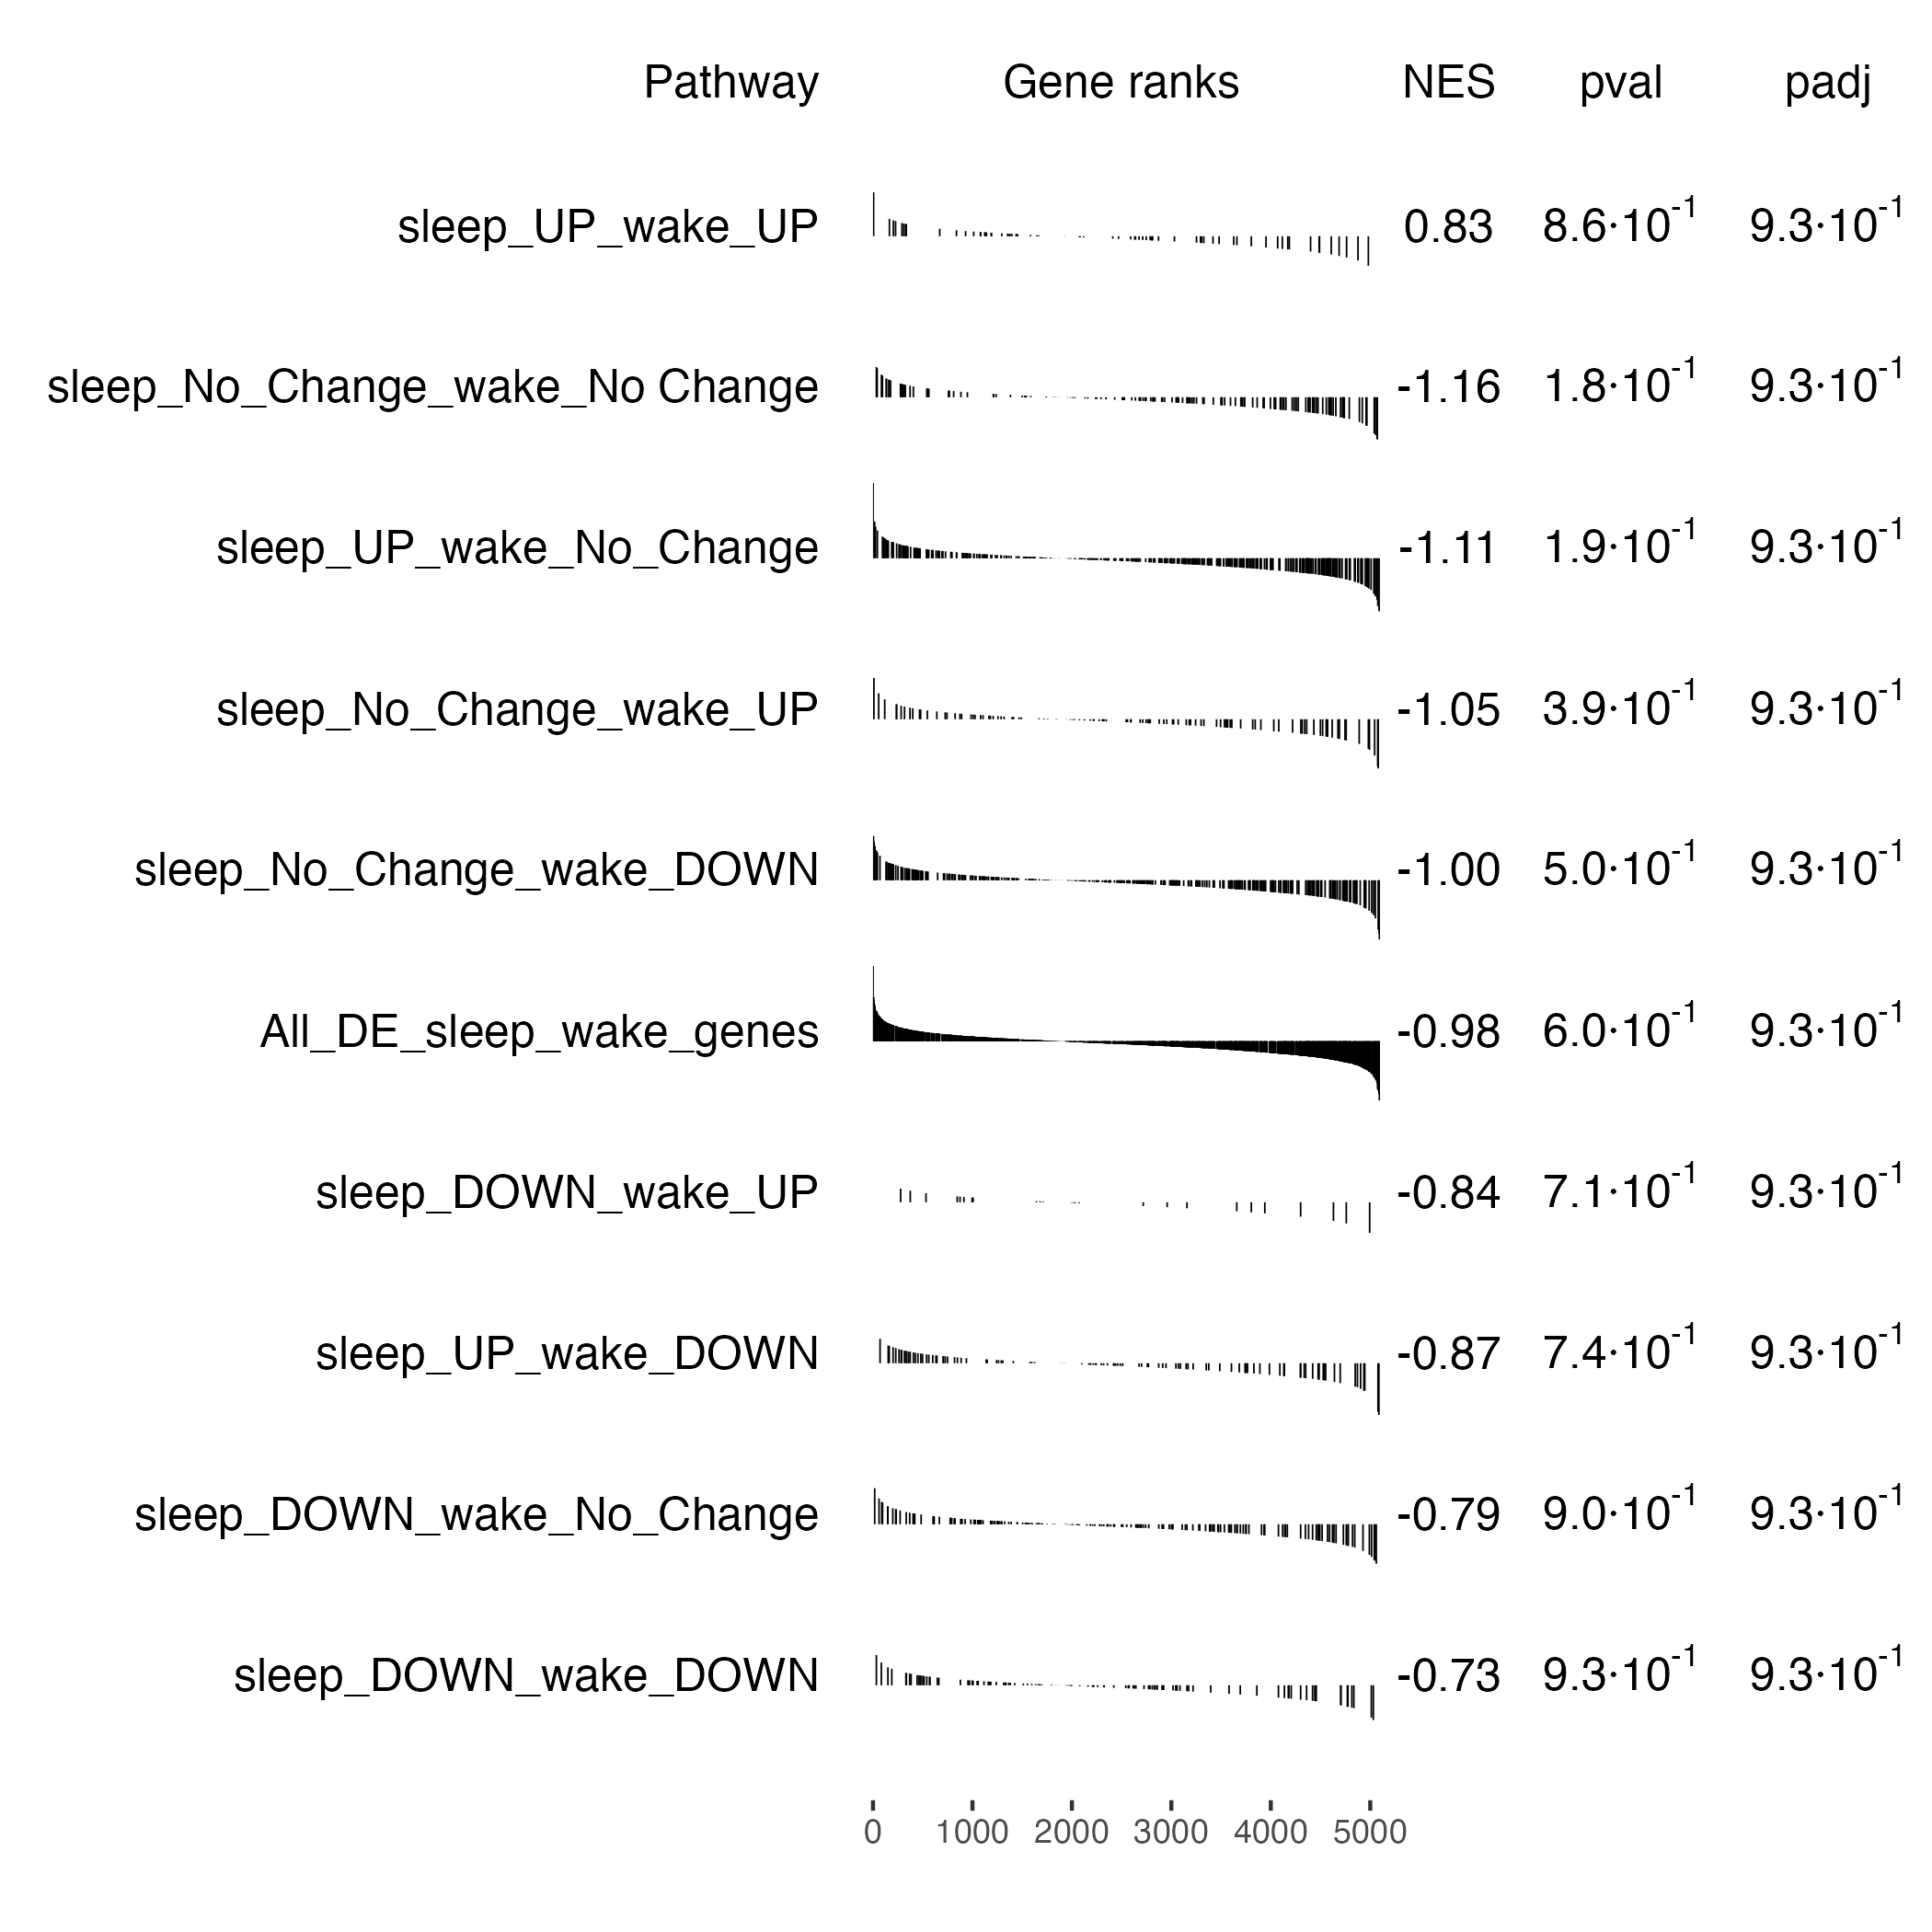 Pathway Gene ranks NES pval padj
sleep_UP_wake_UP 0.83 8.6·10⁻¹ 9.3·10⁻¹
sleep_No_Change_wake_No Change -1.16 1.8·10⁻¹ 9.3·10⁻¹
sleep_UP_wake_No_Change -1.11 1.9·10⁻¹ 9.3·10⁻¹
sleep_No_Change_wake_UP -1.05 3.9·10⁻¹ 9.3·10⁻¹
sleep_No_Change_wake_DOWN -1.00 5.0·10⁻¹ 9.3·10⁻¹
All_DE_sleep_wake_genes -0.98 6.0·10⁻¹ 9.3·10⁻¹
sleep_DOWN_wake_UP -0.84 7.1·10⁻¹ 9.3·10⁻¹
sleep_UP_wake_DOWN -0.87 7.4·10⁻¹ 9.3·10⁻¹
sleep_DOWN_wake_No_Change -0.79 9.0·10⁻¹ 9.3·10⁻¹
sleep_DOWN_wake_DOWN -0.73 9.3·10⁻¹ 9.3·10⁻¹
0 1000 2000 3000 4000 5000